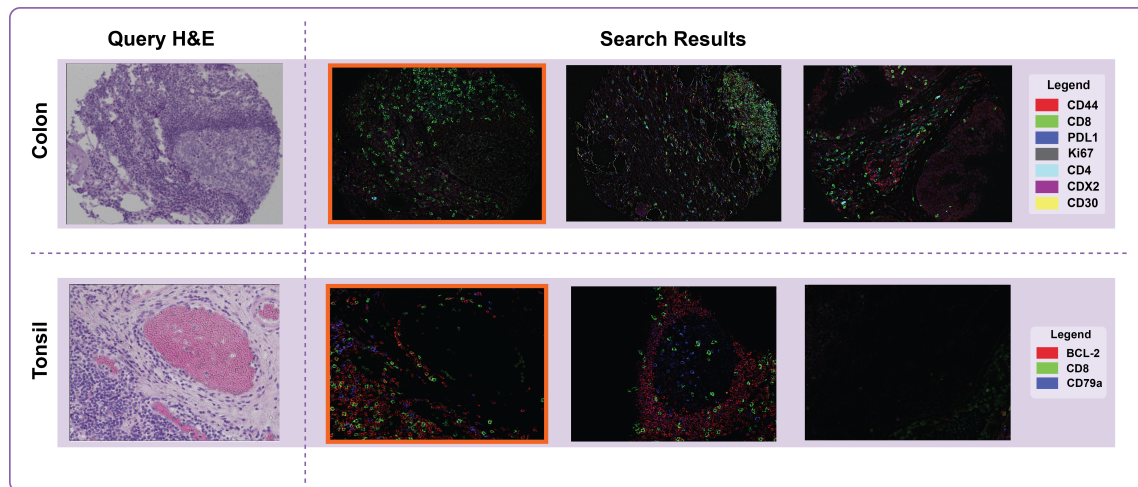 Query H&E
Search Results
Colon
Legend
CD44
CD8
PDL1
Ki67
CD4
CDX2
CD30
Tonsil
Legend
BCL-2
CD8
CD79a